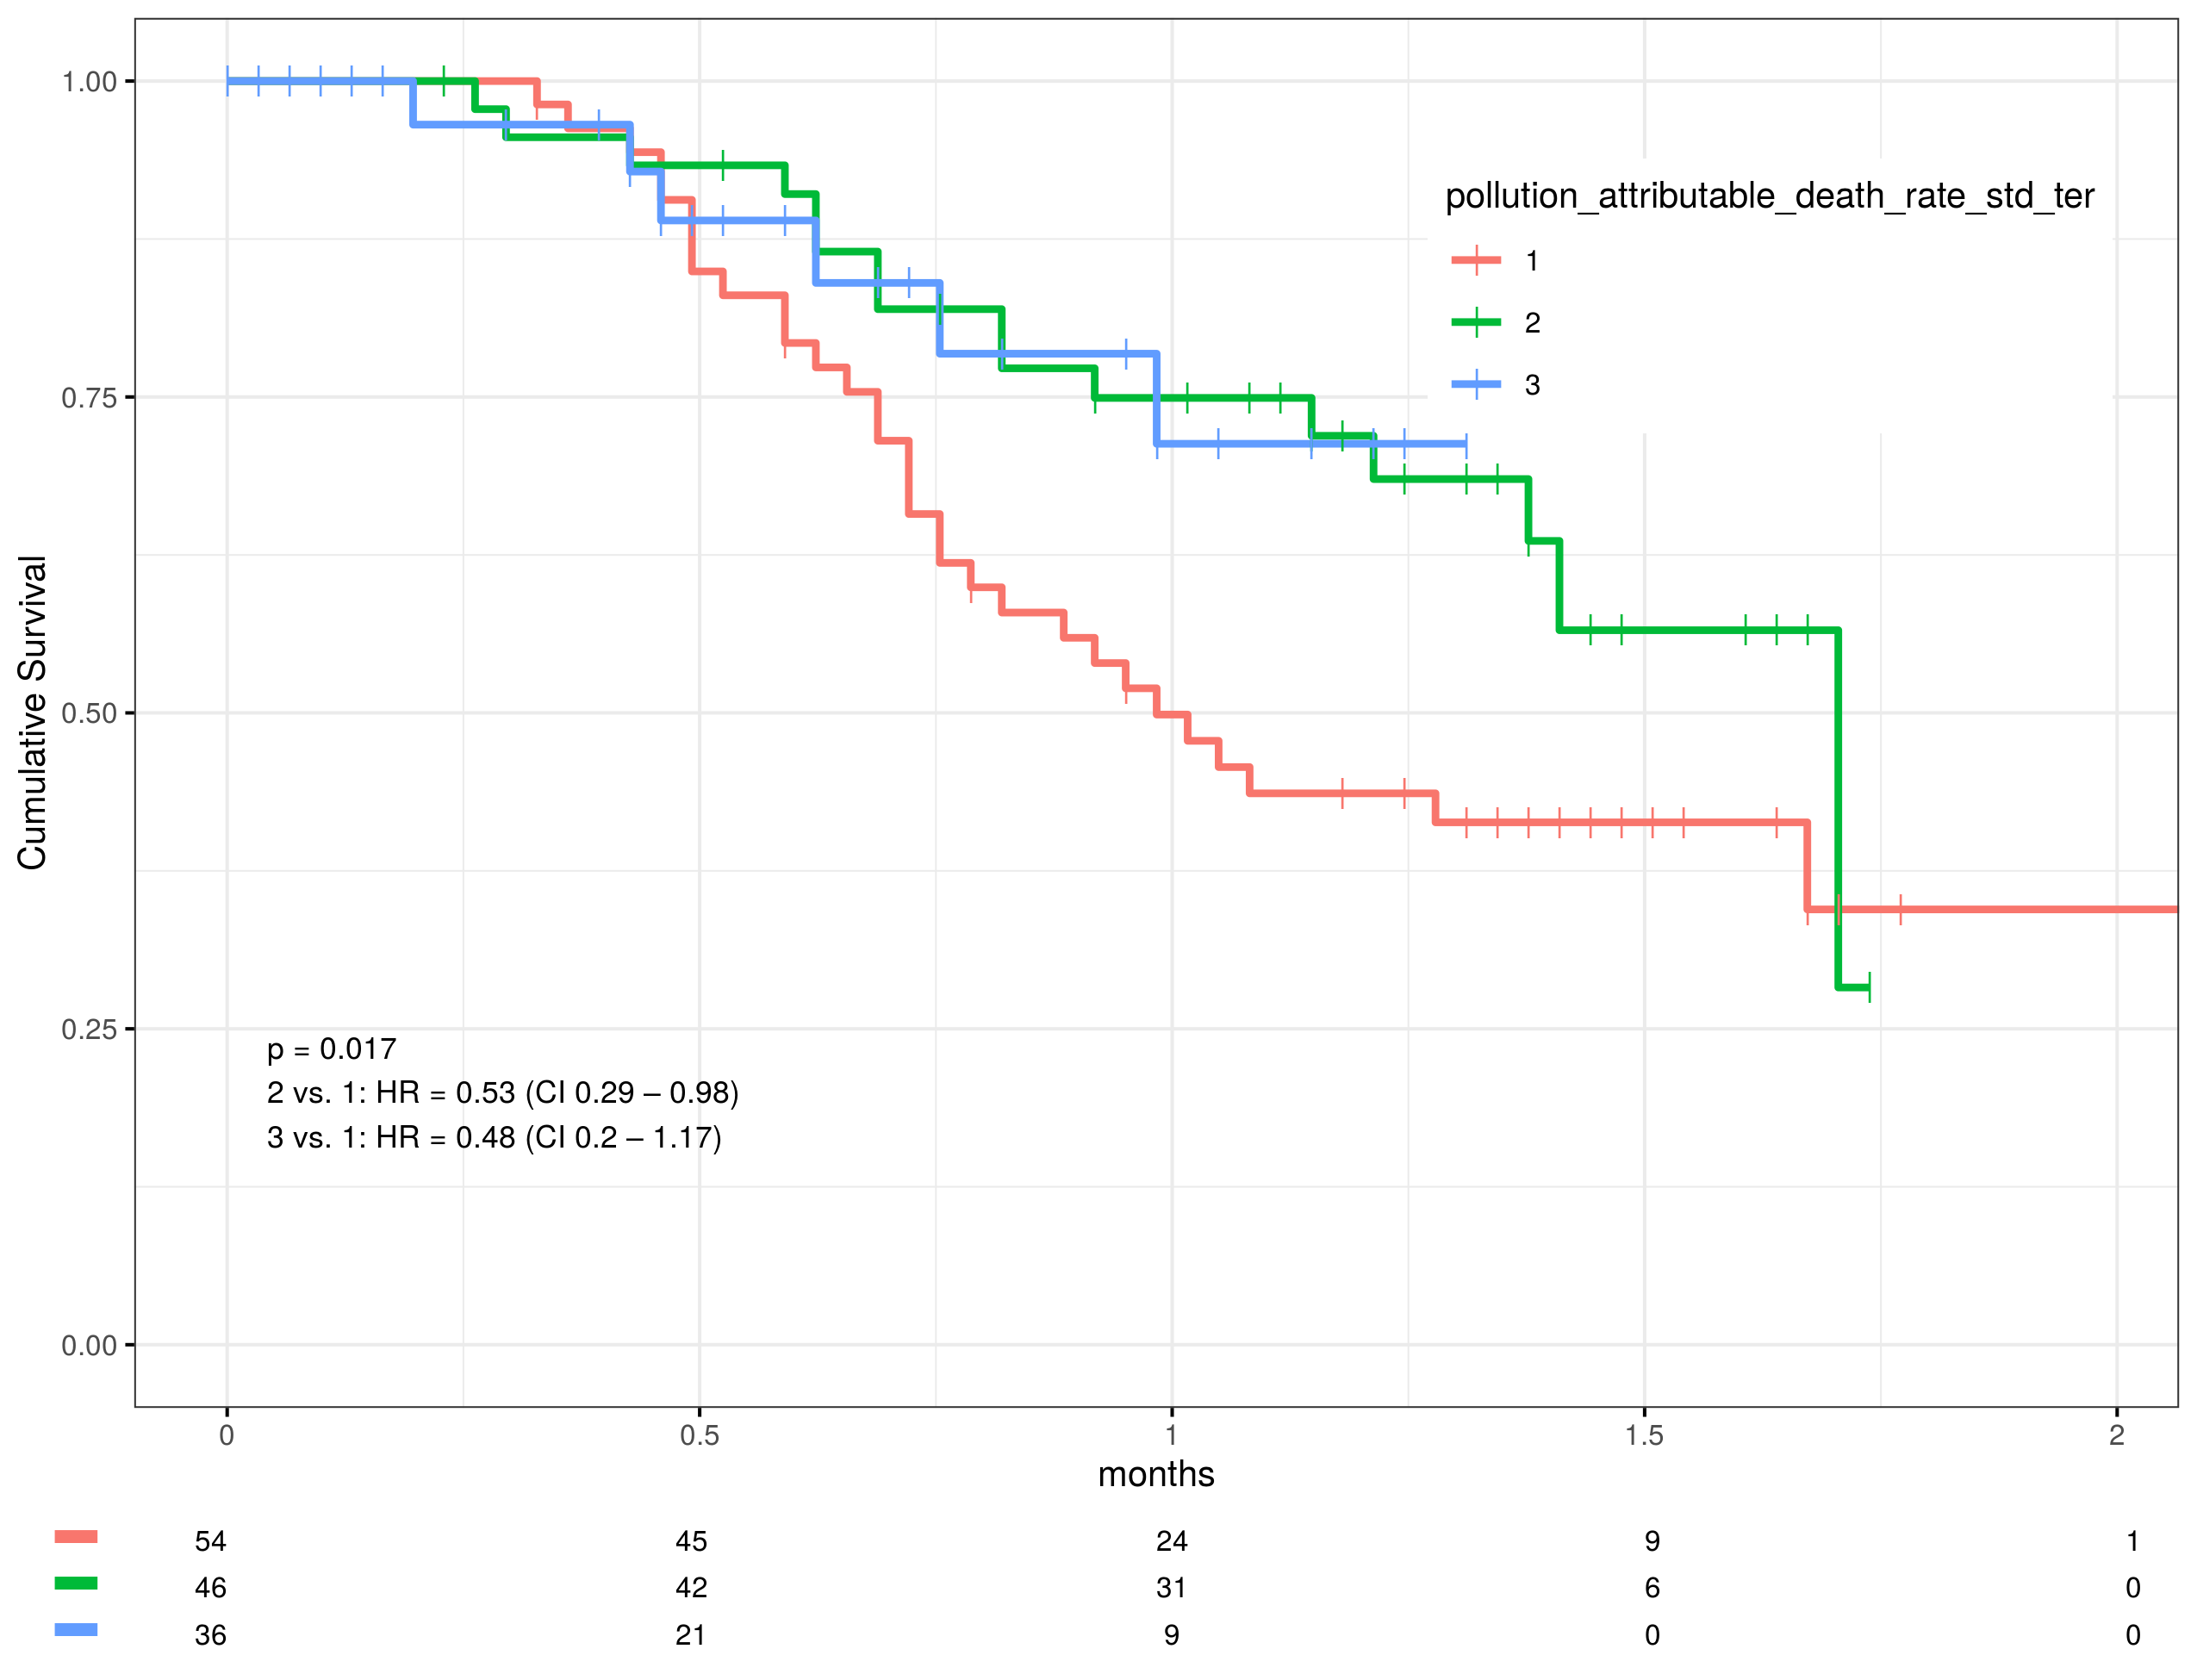 1.00
0.75
0.50
0.25
0.00
Cumulative Survival
pollution_attributable_death_rate_std_ter
1
2
3
p = 0.017
2 vs. 1: HR = 0.53 (CI 0.29 – 0.98)
3 vs. 1: HR = 0.48 (CI 0.2 – 1.17)
0 0.5 1 1.5 2
months
54 45 24 9 1
46 42 31 6 0
36 21 9 0 0